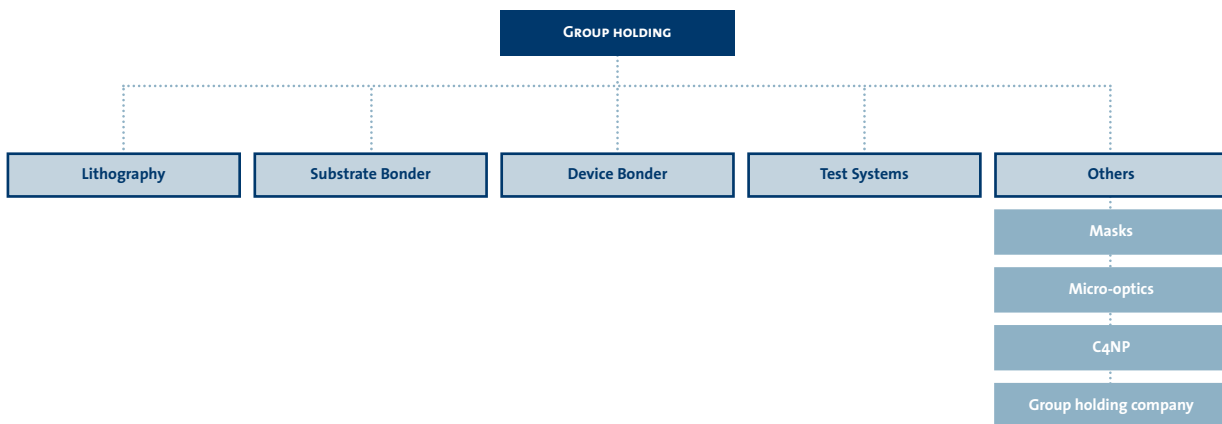 Group holding
Lithography
Substrate Bonder
Device Bonder
Test Systems
Others
Masks
Micro-optics
C4NP
Group holding company